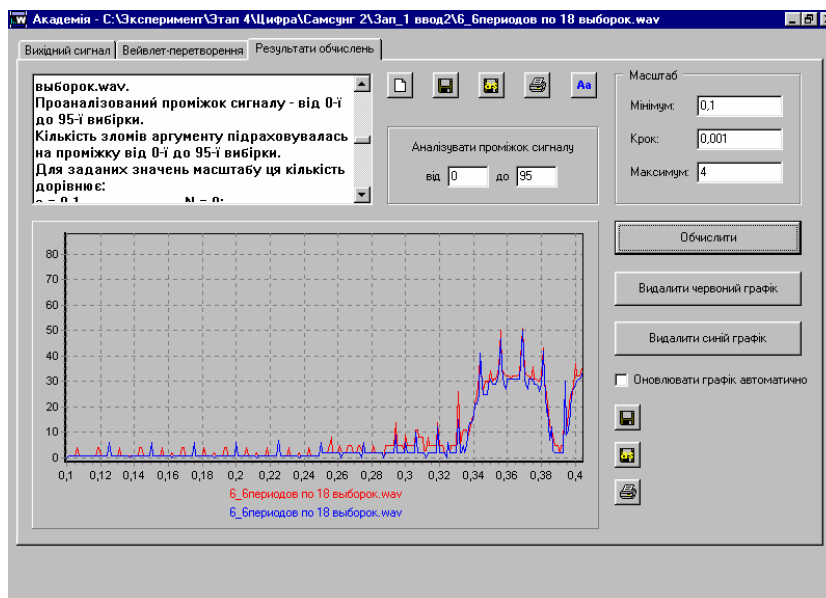 Академия - С:\Эксперимент\Этап 4\Цифра\Самсунг 2\Зап_1 ввод2\6_6периодов по 18 выборок.wav
Вихідний сигнал
Вейвлет-перетворення
Результати обчислень
выборок.wav.
Проаналізований проміжок сигналу - від 0-ї
до 95-ї вибірки.
Кількість зломів аргументу підраховувалась
на проміжку від 0-ї до 95-ї вибірки.
Для заданих значень масштабу ця кількість
дорівнює:
a = 0,1 N = 0;
Аа
Аналізувати проміжок сигналу
від 0 до 95
Масштаб
Мінімум: 0,1
Крок: 0,001
Максимум: 4
Обчислити
Видалити червоний графік
Видалити синій графік
Оновлювати графік автоматично
80
70
60
50
40
30
20
10
0
0,1 0,12 0,14 0,16 0,18 0,2 0,22 0,24 0,26 0,28 0,3 0,32 0,34 0,36 0,38 0,4
6_6периодов по 18 выборок.wav
6_6периодов по 18 выборок.wav